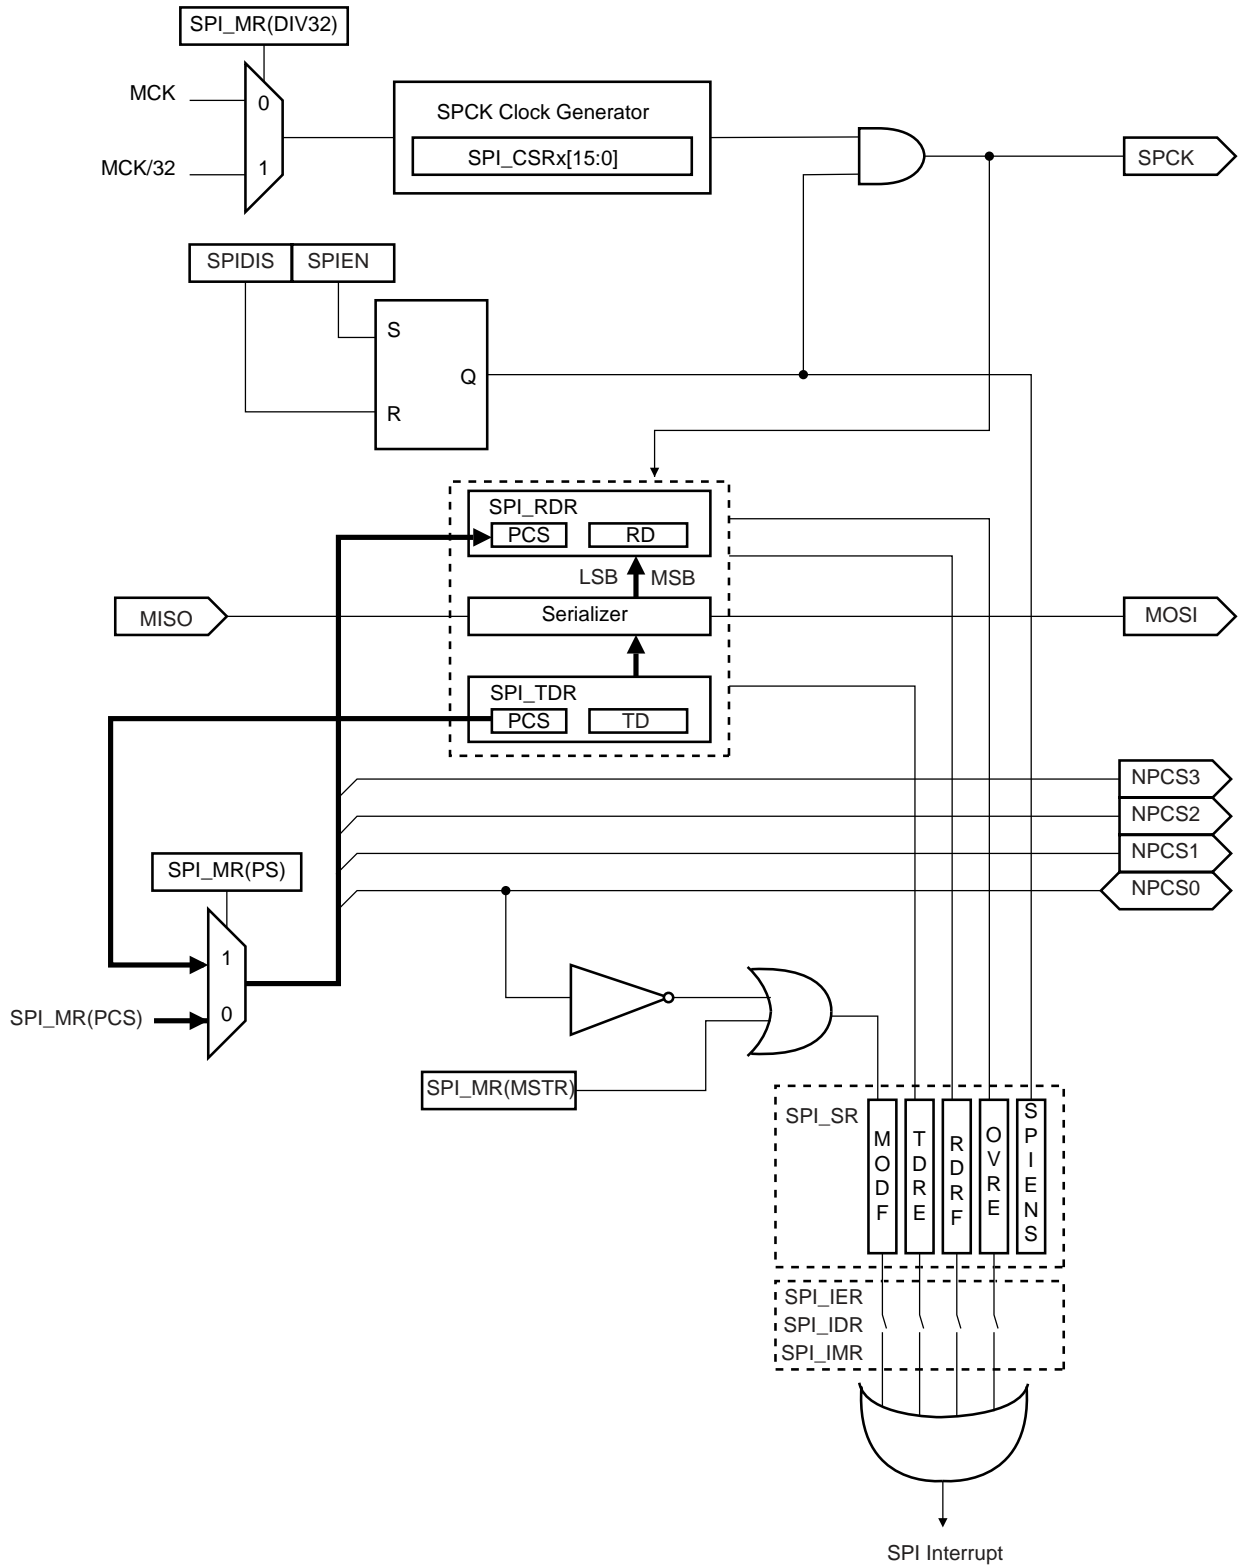 SPI_MR(DIV32)
MCK
0
SPCK Clock Generator
SPI_CSRx[15:0]
SPCK
MCK/32
1
SPIDIS
SPIEN
S
Q
R
SPI_RDR
PCS
RD
LSB
MSB
MISO
Serializer
MOSI
SPI_TDR
PCS
TD
NPCS3
NPCS2
NPCS1
NPCS0
SPI_MR(PS)
1
0
SPI_MR(PCS)
SPI_MR(MSTR)
SPI_SR
MODF
TDRE
RDRF
OVRE
SPIENS
SPI_IER
SPI_IDR
SPI_IMR
SPI Interrupt